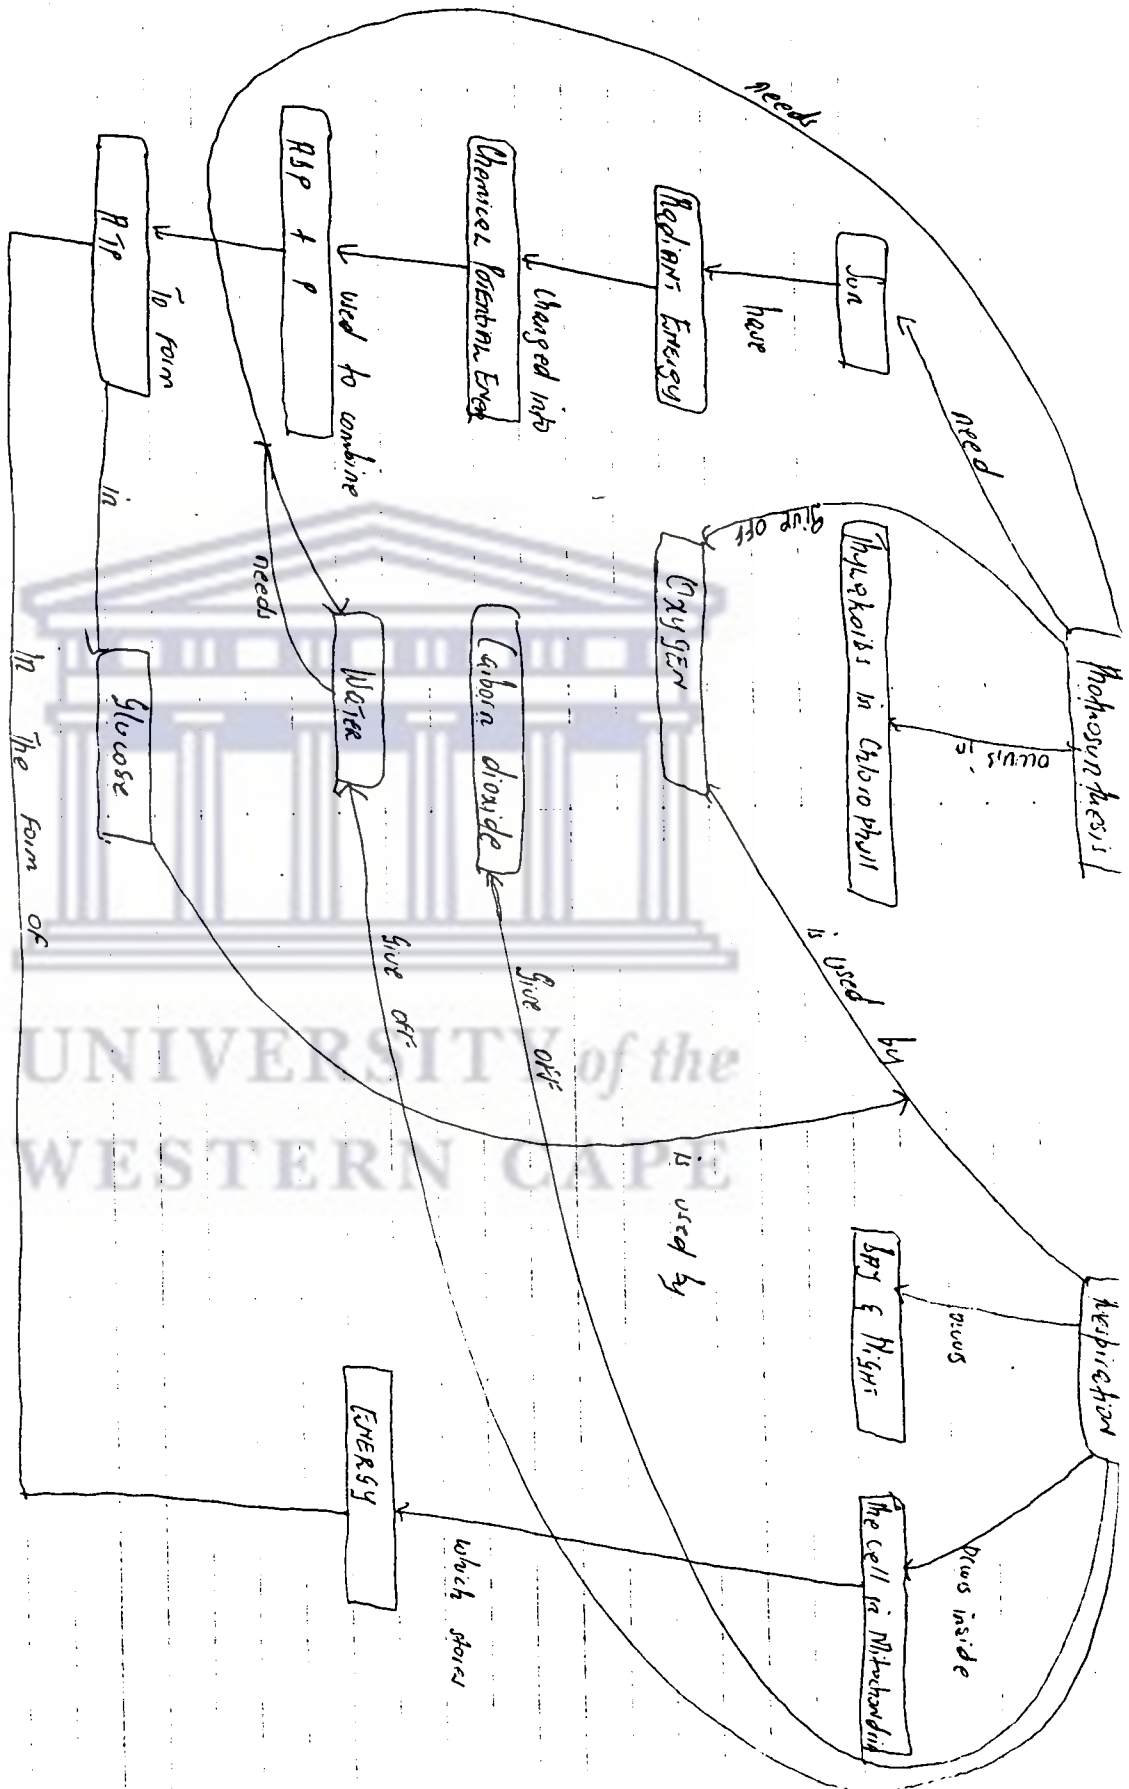 Photosynthesis
Respiration
needs
need
give off
occurs in
is used by
occurs
occurs inside
Sun
Thylakoids in Chlorophyll
Day & Night
The cell in Mitochondria
have
Radiant Energy
Oxygen
is used by
which stores
changed into
Chemical Potential Ener
Carbon dioxide
Give off
used to combine
needs
Give off
ADP + P
Water
Energy
To form
ATP
in
Glucose
In The Form of
UNIVERSITY of the
WESTERN CAPE